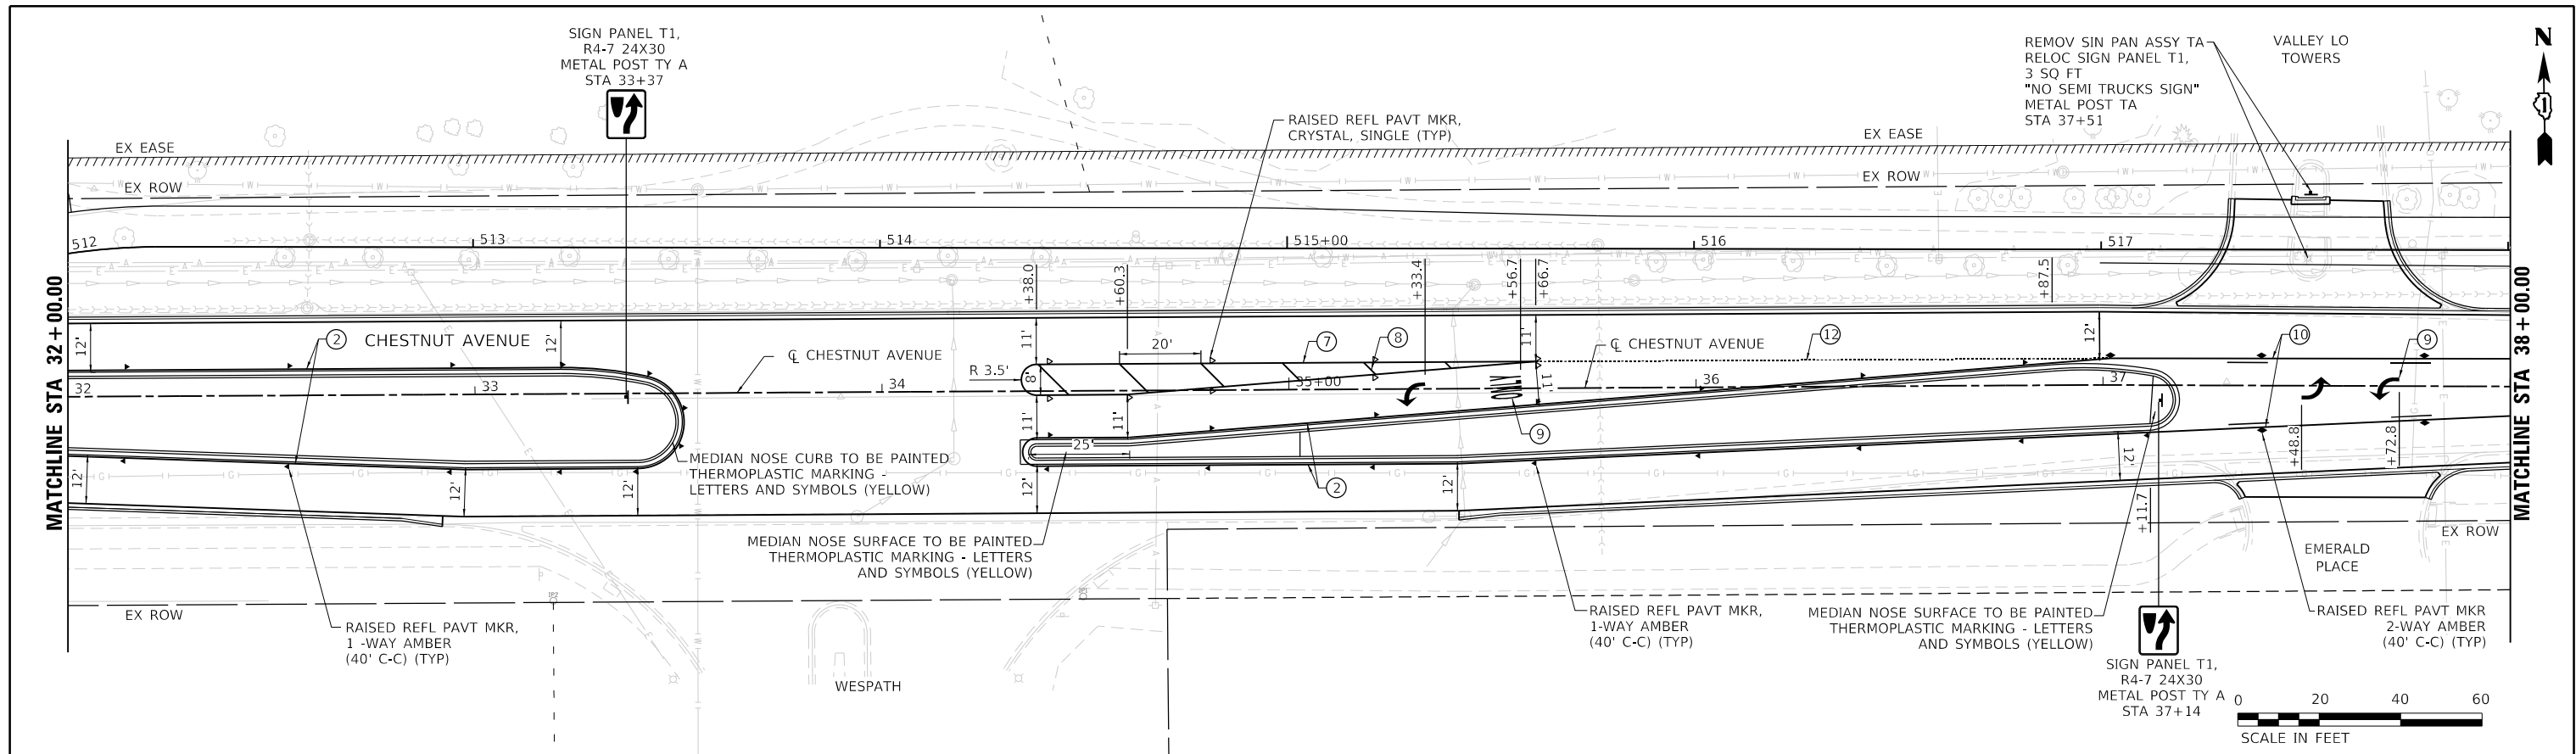 SIGN PANEL T1,
R4-7 24X30
METAL POST TY A
STA 33+37
REMOV SIN PAN ASSY TA
RELOC SIGN PANEL T1,
3 SQ FT
"NO SEMI TRUCKS SIGN"
METAL POST TA
STA 37+51
VALLEY LO
TOWERS
N
1
RAISED REFL PAVT MKR,
CRYSTAL, SINGLE (TYP)
EX EASE
EX EASE
EX ROW
EX ROW
512
513
514
515+00
516
517
+38.0
+60.3
+33.4
+56.7
+66.7
+87.5
MATCHLINE STA 32+000.00
MATCHLINE STA 38+000.00
12'
2
CHESTNUT AVENUE
12'
℄ CHESTNUT AVENUE
11'
20'
7
8
11'
℄ CHESTNUT AVENUE
12
12'
10
9
32
33
34
R 3.5'
8'
35+00
11'
36
37
11'
11'
25'
9
+48.8
+72.8
12'
12'
12'
12'
2
12'
12'
+11.7
MEDIAN NOSE CURB TO BE PAINTED
THERMOPLASTIC MARKING -
LETTERS AND SYMBOLS (YELLOW)
MEDIAN NOSE SURFACE TO BE PAINTED
THERMOPLASTIC MARKING - LETTERS
AND SYMBOLS (YELLOW)
EX ROW
EMERALD
PLACE
EX ROW
RAISED REFL PAVT MKR,
1 -WAY AMBER
(40' C-C) (TYP)
WESPATH
RAISED REFL PAVT MKR,
1-WAY AMBER
(40' C-C) (TYP)
MEDIAN NOSE SURFACE TO BE PAINTED
THERMOPLASTIC MARKING - LETTERS
AND SYMBOLS (YELLOW)
RAISED REFL PAVT MKR
2-WAY AMBER
(40' C-C) (TYP)
SIGN PANEL T1,
R4-7 24X30
METAL POST TY A
STA 37+14
0 20 40 60
SCALE IN FEET